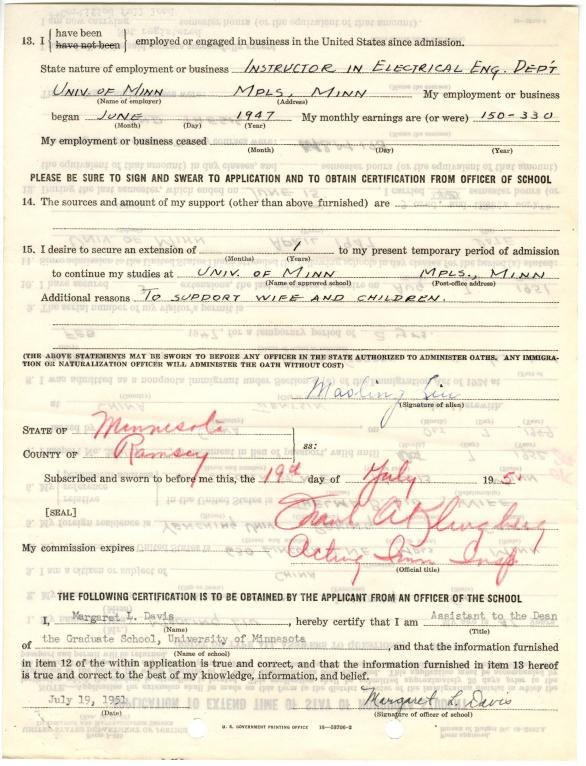 13. I { have been
have not been } employed or engaged in business in the United States since admission.
State nature of employment or business INSTRUCTOR IN ELECTRICAL ENG. DEP'T
UNIV. OF MINN MPLS, MINN My employment or business
(Name of employer) (Address)
began JUNE 1947 My monthly earnings are (or were) 150-330
(Month) (Day) (Year)
My employment or business ceased
(Month) (Day) (Year)
PLEASE BE SURE TO SIGN AND SWEAR TO APPLICATION AND TO OBTAIN CERTIFICATION FROM OFFICER OF SCHOOL
14. The sources and amount of my support (other than above furnished) are
15. I desire to secure an extension of 1 to my present temporary period of admission
(Months) (Years)
to continue my studies at UNIV. OF MINN MPLS., MINN
(Name of approved school) (Post-office address)
Additional reasons TO SUPPORT WIFE AND CHILDREN.
(THE ABOVE STATEMENTS MAY BE SWORN TO BEFORE ANY OFFICER IN THE STATE AUTHORIZED TO ADMINISTER OATHS. ANY IMMIGRA-
TION OR NATURALIZATION OFFICER WILL ADMINISTER THE OATH WITHOUT COST)
Maoling Liu
(Signature of alien)
STATE OF Minnesota
ss:
COUNTY OF Ramsey
Subscribed and sworn to before me this, the 19th day of July 1951
[SEAL]
My commission expires Acting Imm Insp
(Official title)
THE FOLLOWING CERTIFICATION IS TO BE OBTAINED BY THE APPLICANT FROM AN OFFICER OF THE SCHOOL
I, Margaret L. Davis, hereby certify that I am Assistant to the Dean
(Name) (Title)
of the Graduate School, University of Minnesota, and that the information furnished
(Name of school)
in item 12 of the within application is true and correct, and that the information furnished in item 13 hereof
is true and correct to the best of my knowledge, information, and belief.
July 19, 1951 Margaret L. Davis
(Date) (Signature of officer of school)
U. S. GOVERNMENT PRINTING OFFICE 16-53706-2